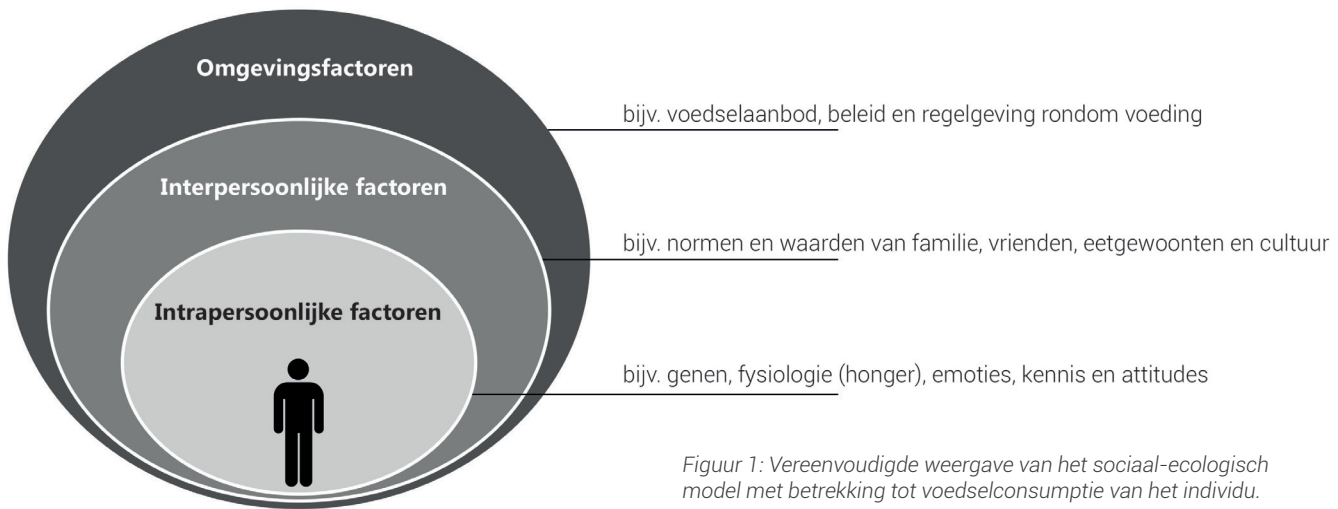 Omgevingsfactoren
bijv. voedselaanbod, beleid en regelgeving rondom voeding
Interpersoonlijke factoren
bijv. normen en waarden van familie, vrienden, eetgewoonten en cultuur
Intrapersoonlijke factoren
bijv. genen, fysiologie (honger), emoties, kennis en attitudes
Figuur 1: Vereenvoudigde weergave van het sociaal-ecologisch
model met betrekking tot voedselconsumptie van het individu.